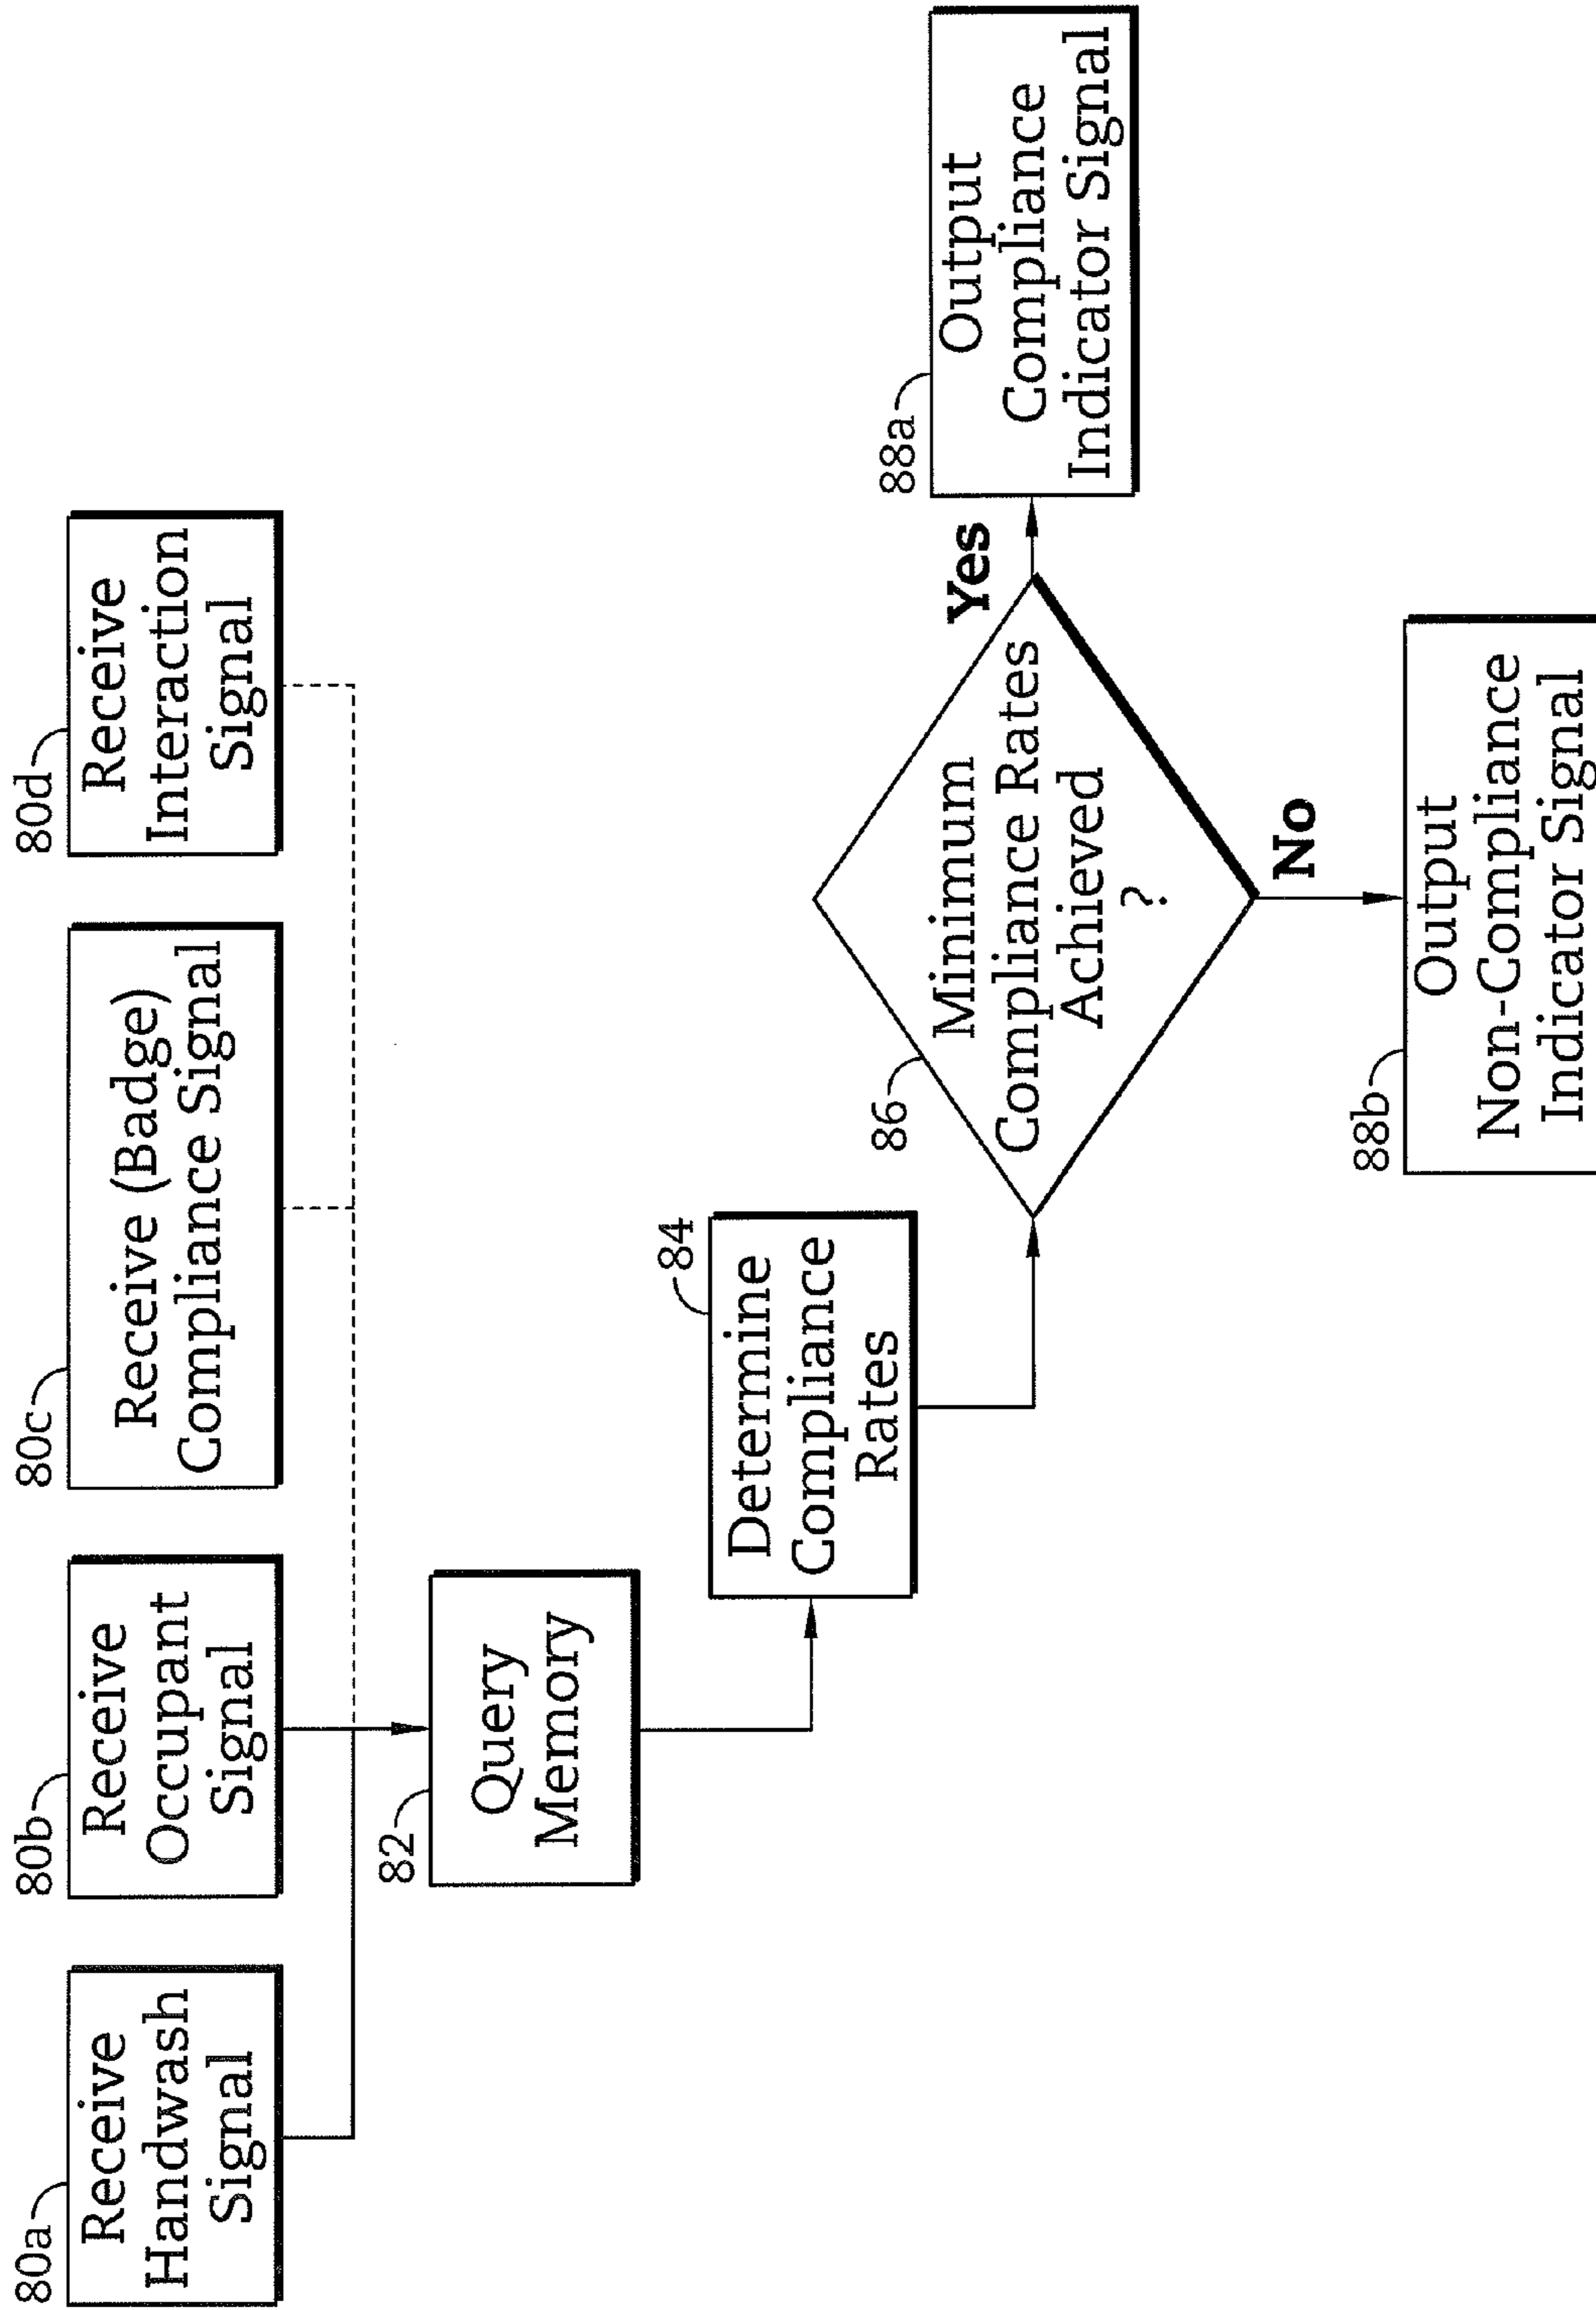 80a
Receive
Handwash
Signal
80b
Receive
Occupant
Signal
80c
Receive (Badge)
Compliance Signal
80d
Receive
Interaction
Signal
82
Query
Memory
84
Determine
Compliance
Rates
86
Minimum
Compliance Rates
Achieved
?
Yes
88a
Output
Compliance
Indicator Signal
No
88b
Output
Non-Compliance
Indicator Signal